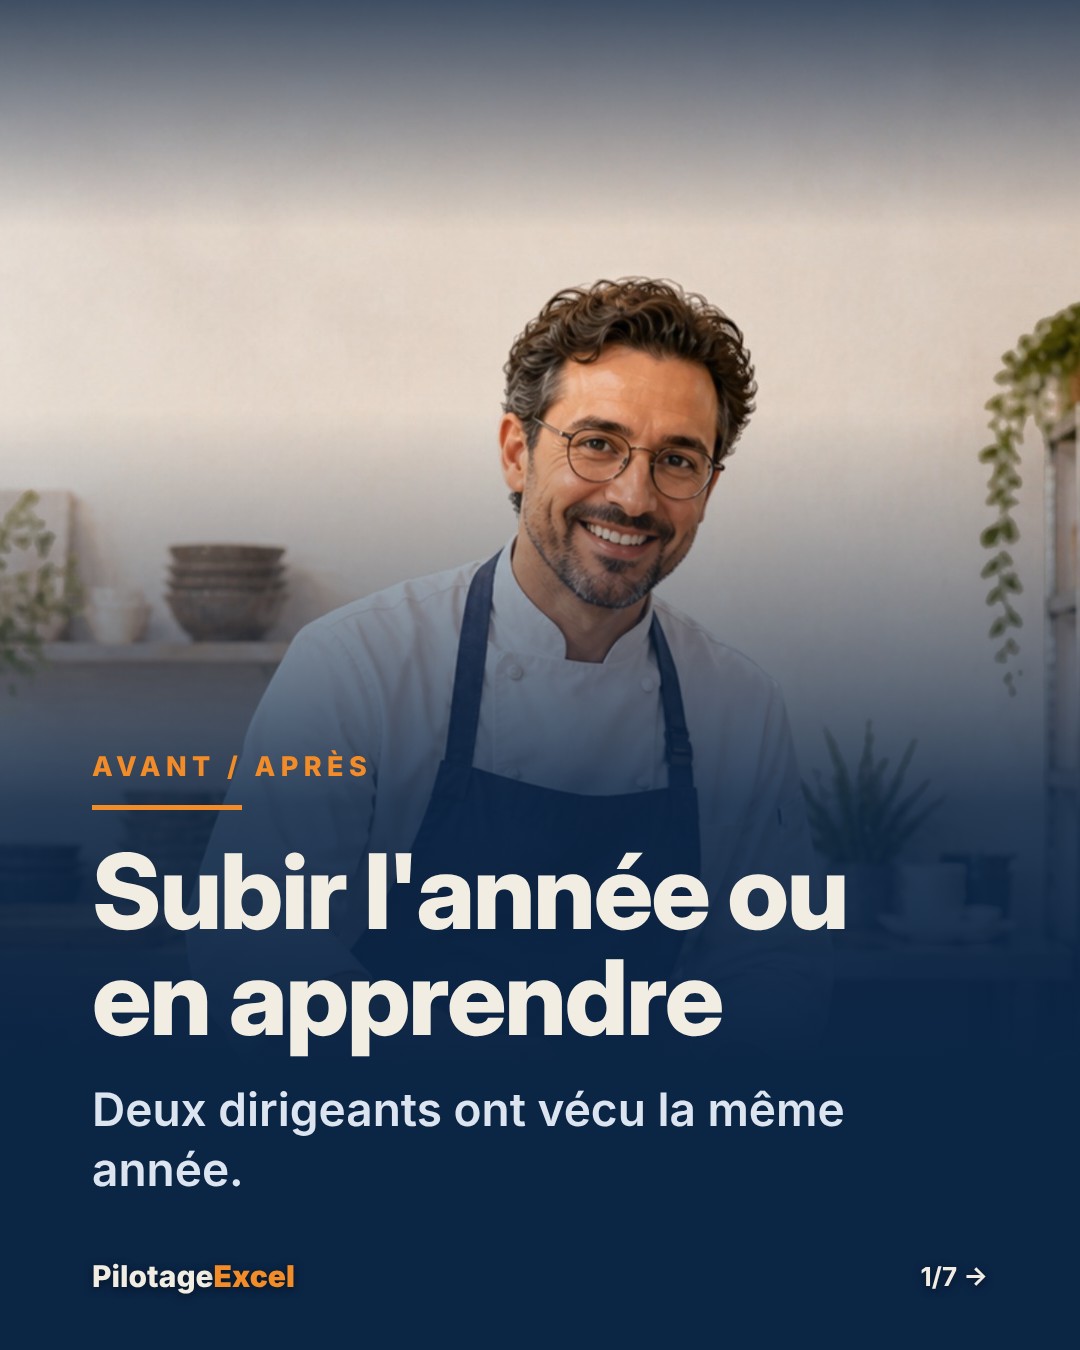 AVANT / APRÈS
Subir l'année ou
en apprendre
Deux dirigeants ont vécu la même
année.
PilotageExcel
1/7 →